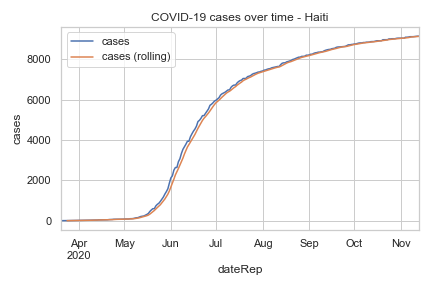 COVID-19 cases over time - Haiti
cases
cases (rolling)
cases
8000
6000
4000
2000
0
Apr May Jun Jul Aug Sep Oct Nov
2020
dateRep